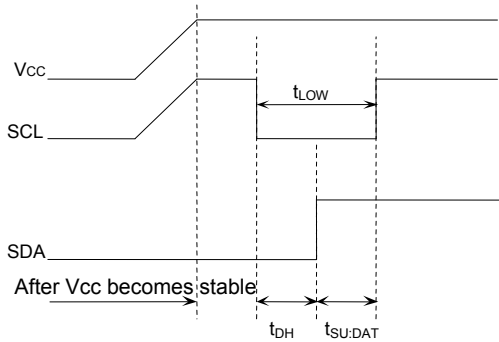 VCC
tLOW
SCL
SDA
After Vcc becomes stable
tDH
tSU:DAT